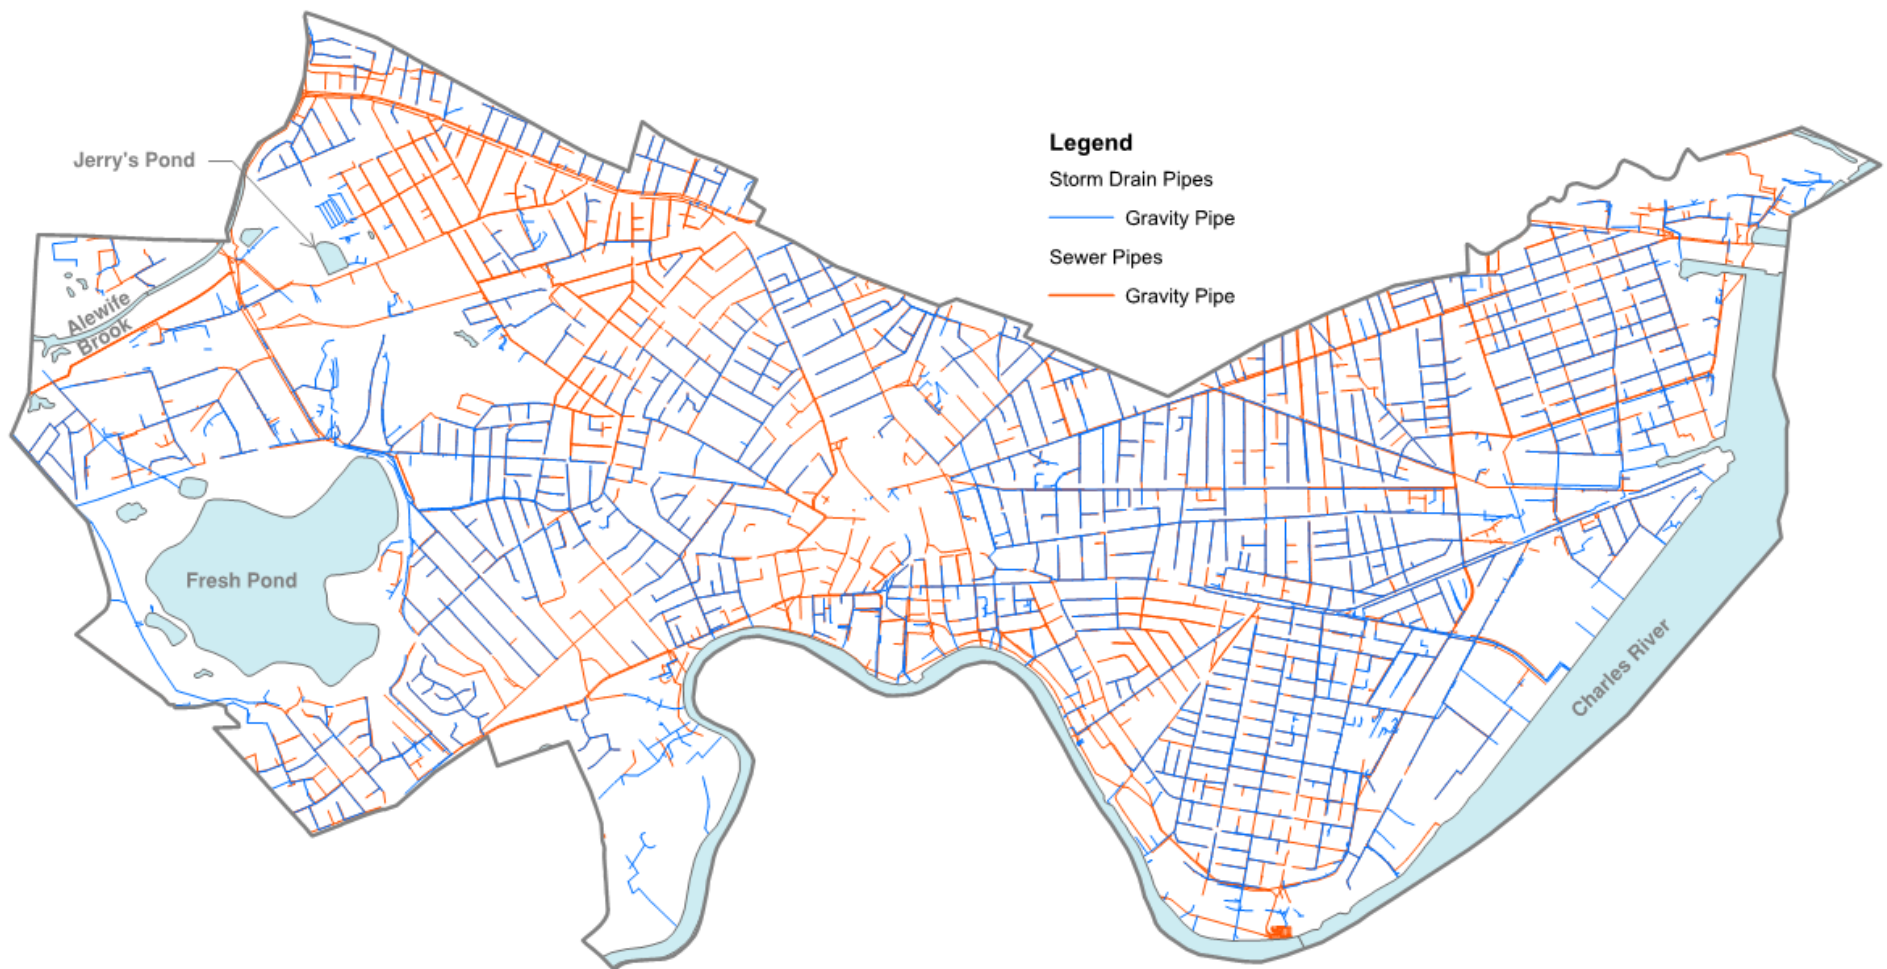 Legend
Storm Drain Pipes
Gravity Pipe
Sewer Pipes
Gravity Pipe
Jerry's Pond
Alewife
Brook
Fresh Pond
Charles River